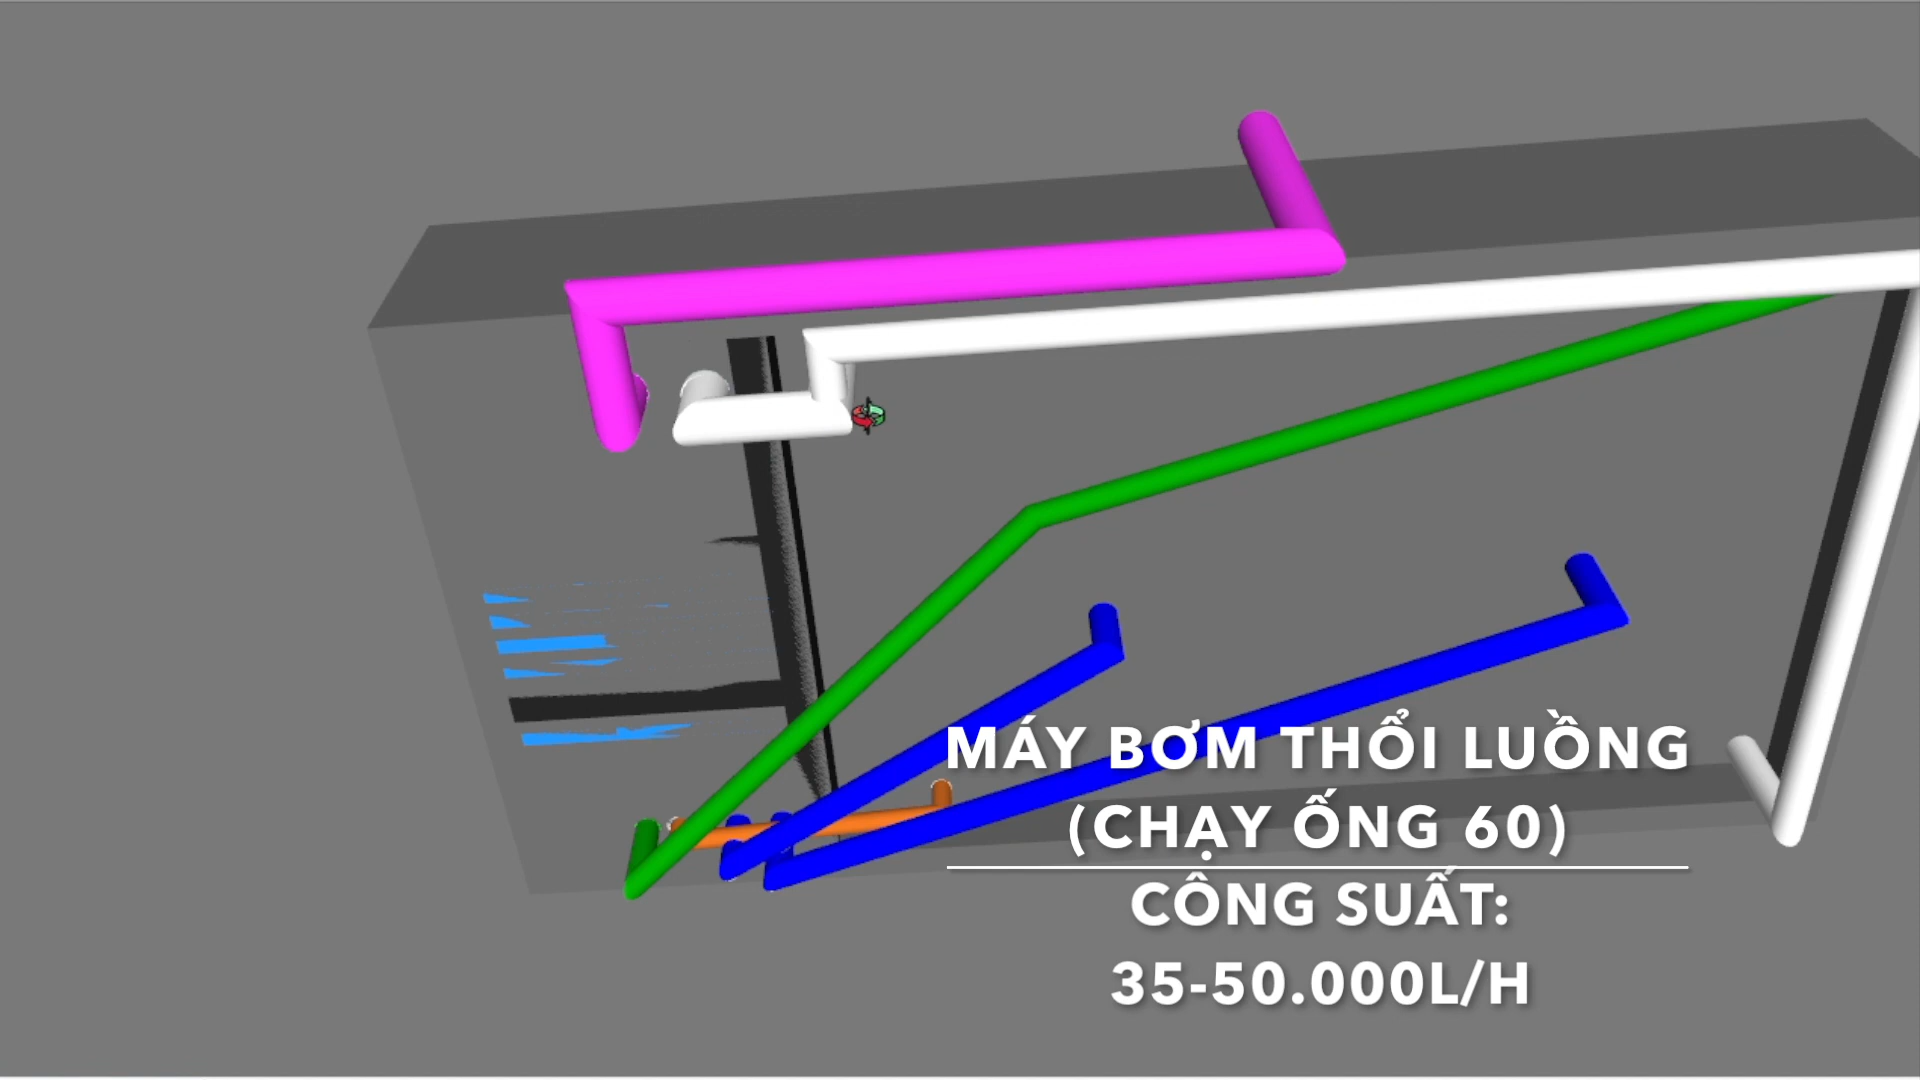 MÁY BƠM THỔI LUỒNG
(CHẠY ỐNG 60)
CÔNG SUẤT:
35-50.000L/H